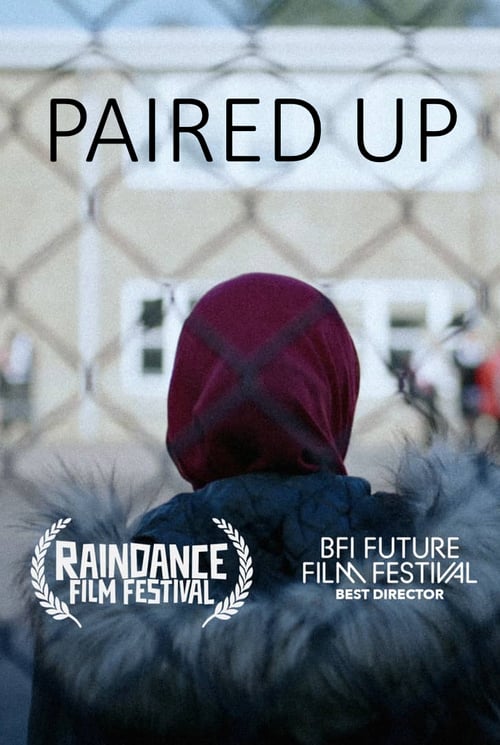 PAIRED UP
RAINDANCE
FILM FESTIVAL
BFI FUTURE
FILM FESTIVAL
BEST DIRECTOR